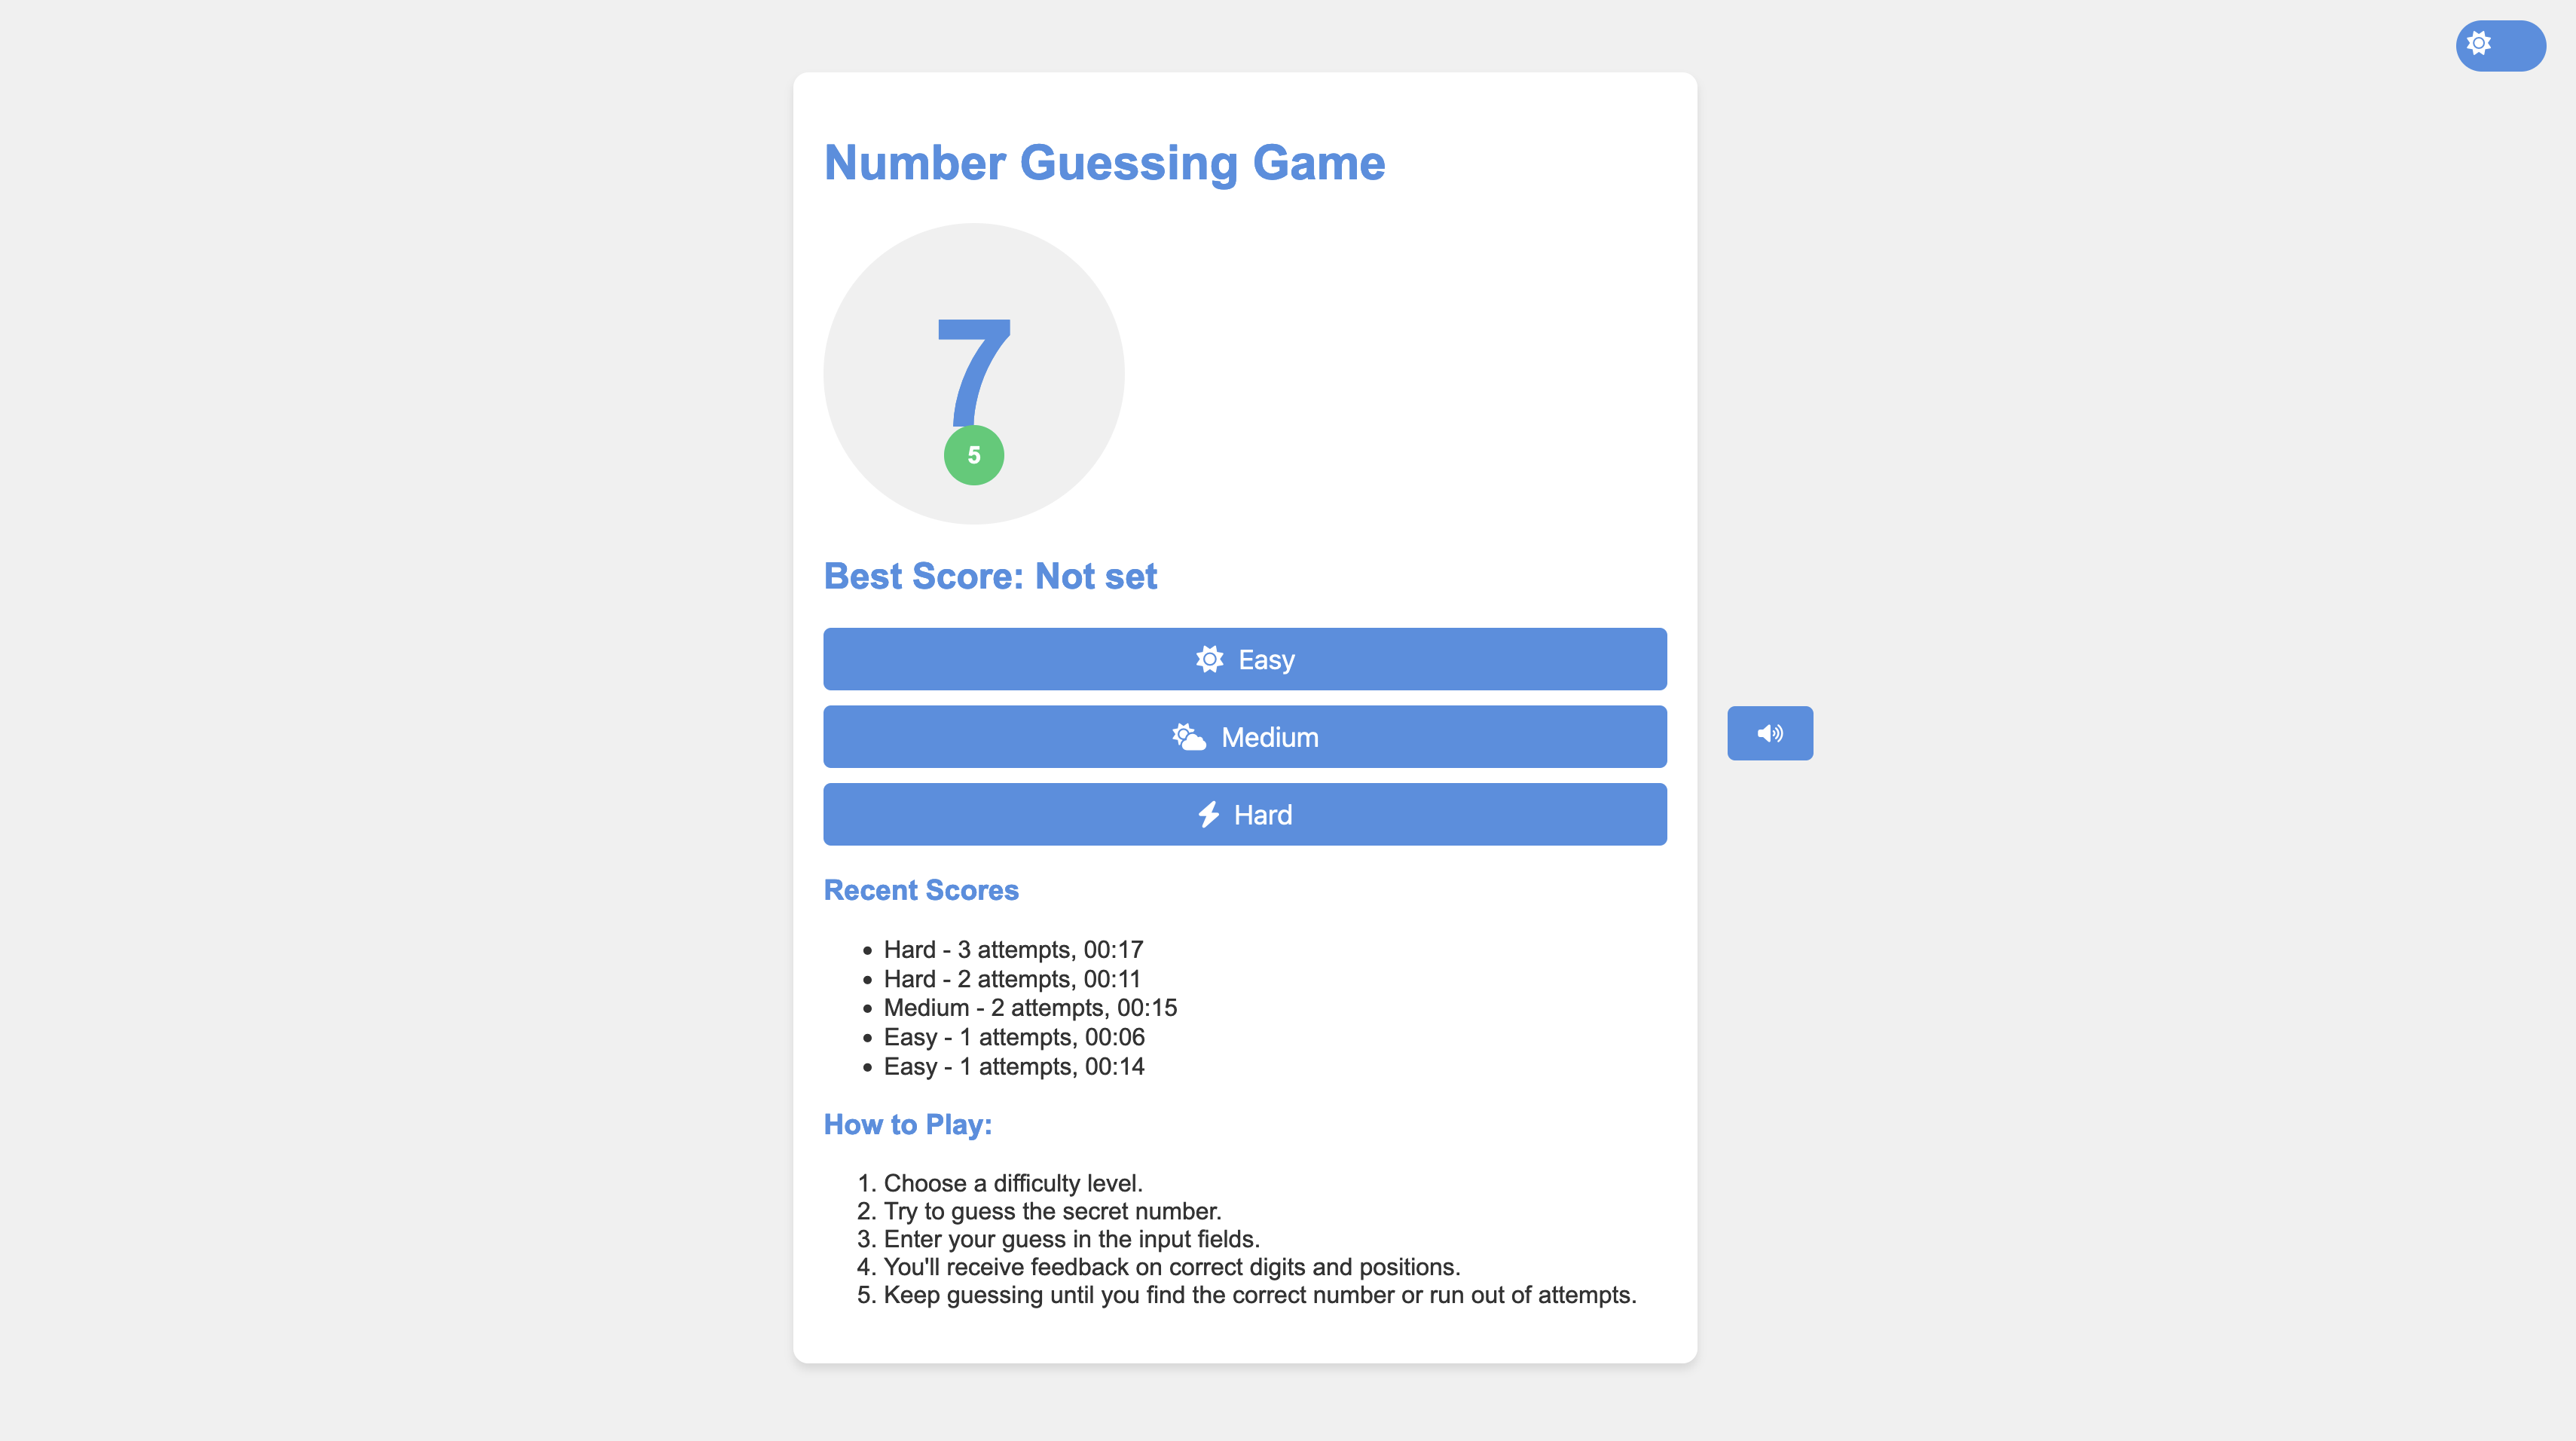 Number Guessing Game
7
5
Best Score: Not set
Easy
Medium
Hard
Recent Scores
• Hard - 3 attempts, 00:17
• Hard - 2 attempts, 00:11
• Medium - 2 attempts, 00:15
• Easy - 1 attempts, 00:06
• Easy - 1 attempts, 00:14
How to Play:
1. Choose a difficulty level.
2. Try to guess the secret number.
3. Enter your guess in the input fields.
4. You'll receive feedback on correct digits and positions.
5. Keep guessing until you find the correct number or run out of attempts.